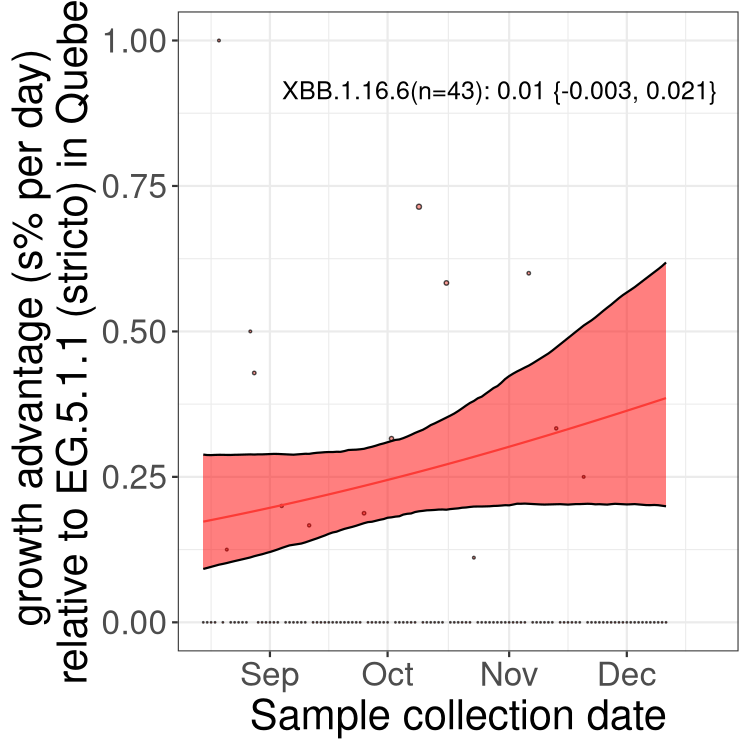 growth advantage (s% per day)
relative to EG.5.1.1 (stricto) in Quebe
1.00
0.75
0.50
0.25
0.00
XBB.1.16.6(n=43): 0.01 {-0.003, 0.021}
Sep Oct Nov Dec
Sample collection date